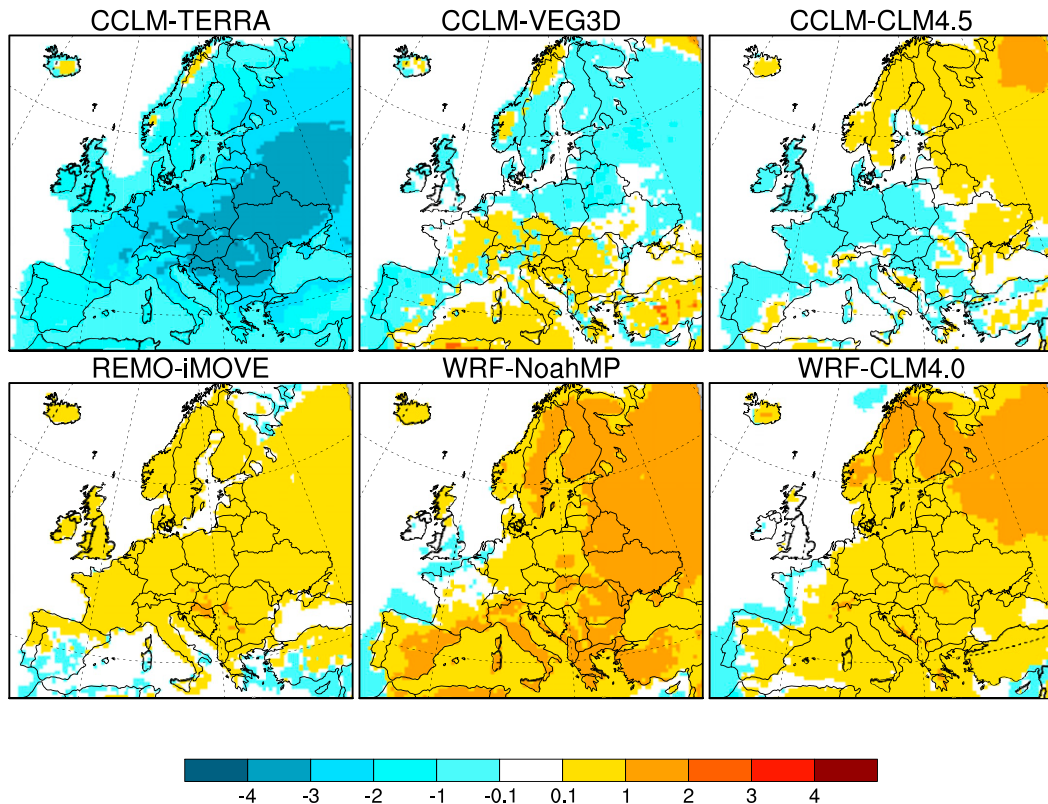 CCLM-TERRA CCLM-VEG3D CCLM-CLM4.5
REMO-iMOVE WRF-NoahMP WRF-CLM4.0
-4 -3 -2 -1 -0.1 0.1 1 2 3 4